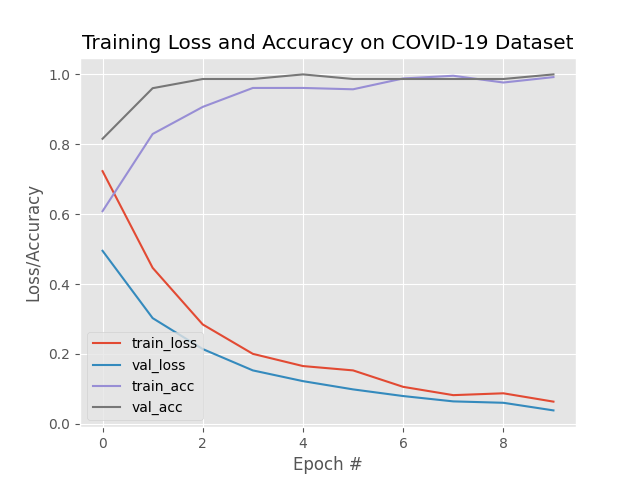 Training Loss and Accuracy on COVID-19 Dataset
Loss/Accuracy
1.0
0.8
0.6
0.4
0.2
0.0
train_loss
val_loss
train_acc
val_acc
0 2 4 6 8
Epoch #